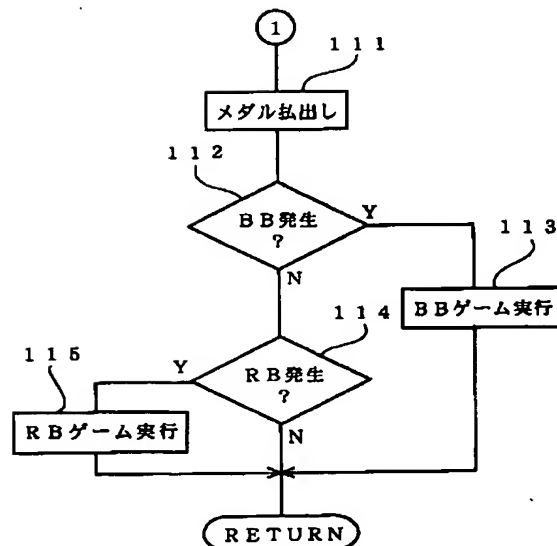 1
111
メダル払出し
112
BB発生
?
Y
N
113
BBゲーム実行
114
RB発生
?
Y
N
115
RBゲーム実行
RETURN